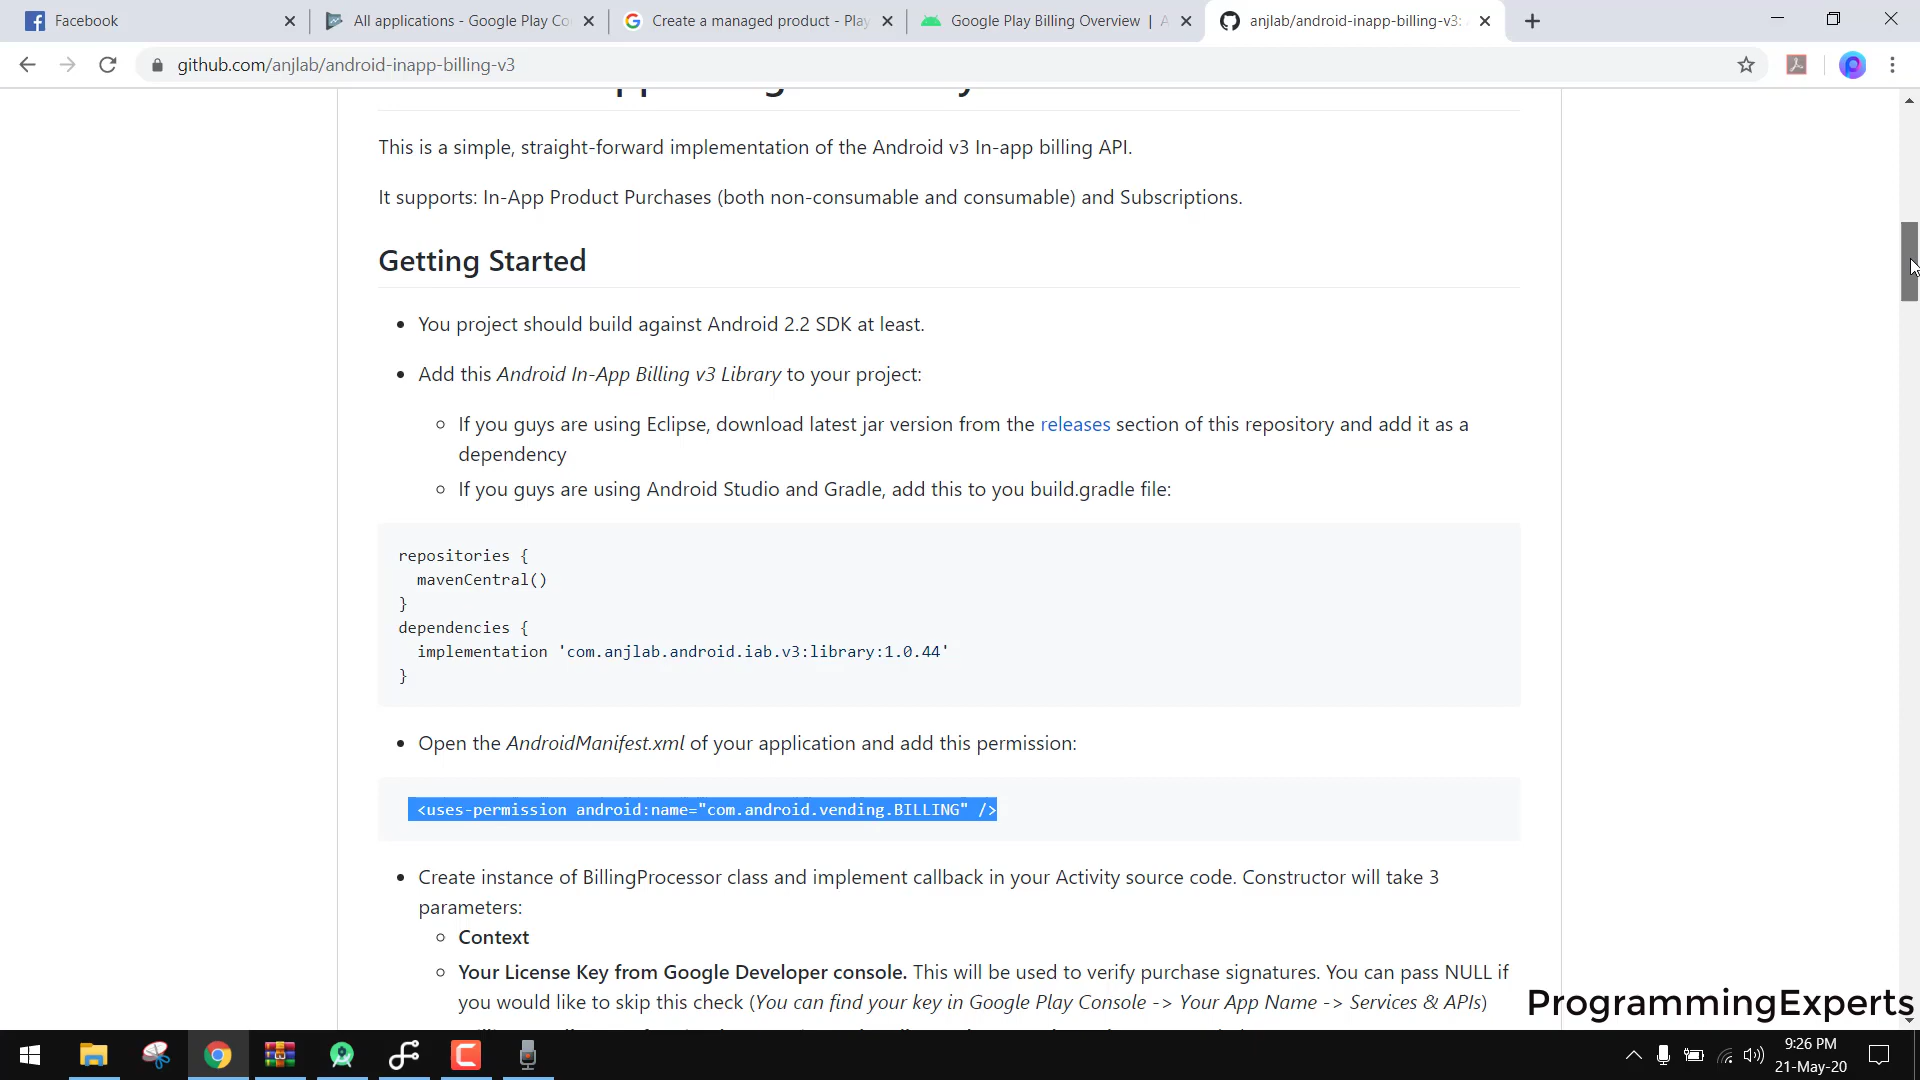 Facebook
All applications - Google Play Co
Create a managed product - Play
Google Play Billing Overview | A
anjlab/android-inapp-billing-v3:
github.com/anjlab/android-inapp-billing-v3
This is a simple, straight-forward implementation of the Android v3 In-app billing API.
It supports: In-App Product Purchases (both non-consumable and consumable) and Subscriptions.
Getting Started
You project should build against Android 2.2 SDK at least.
Add this Android In-App Billing v3 Library to your project:
If you guys are using Eclipse, download latest jar version from the releases section of this repository and add it as a
dependency
If you guys are using Android Studio and Gradle, add this to you build.gradle file:
repositories {
mavenCentral()
}
dependencies {
implementation 'com.anjlab.android.iab.v3:library:1.0.44'
}
Open the AndroidManifest.xml of your application and add this permission:
<uses-permission android:name="com.android.vending.BILLING" />
Create instance of BillingProcessor class and implement callback in your Activity source code. Constructor will take 3
parameters:
Context
Your License Key from Google Developer console. This will be used to verify purchase signatures. You can pass NULL if
you would like to skip this check (You can find your key in Google Play Console -> Your App Name -> Services & APIs)
ProgrammingExperts
9:26 PM
21-May-20